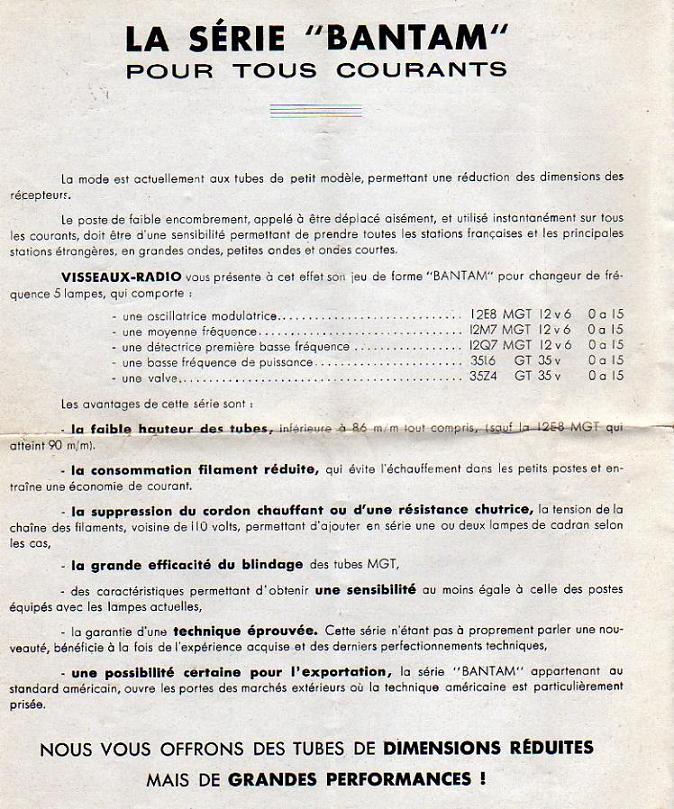 LA SÉRIE "BANTAM"
POUR TOUS COURANTS
La mode est actuellement aux tubes de petit modèle, permettant une réduction des dimensions des
récepteurs.
Le poste de faible encombrement, appelé à être déplacé aisément, et utilisé instantanément sur tous
les courants, doit être d'une sensibilité permettant de prendre toutes les stations françaises et les principales
stations étrangères, en grandes ondes, petites ondes et ondes courtes.
VISSEAUX-RADIO vous présente à cet effet son jeu de forme "BANTAM" pour changeur de fré-
quence 5 lampes, qui comporte :
- une oscillatrice modulatrice............................. 12E8 MGT 12 v 6 0 a 15
- une moyenne fréquence................................ 12M7 MGT 12 v 6 0 a 15
- une détectrice première basse fréquence ................. 12Q7 MGT 12 v 6 0 a 15
- une basse fréquence de puissance....................... 35L6 GT 35 v 0 a 15
- une valve............................................. 35Z4 GT 35 v 0 a 15
Les avantages de cette série sont :
- la faible hauteur des tubes, inférieure à 86 m/m tout compris, (sauf la 12E8 MGT qui
atteint 90 m/m).
- la consommation filament réduite, qui évite l'échauffement dans les petits postes et en-
traîne une économie de courant.
- la suppression du cordon chauffant ou d'une résistance chutrice, la tension de la
chaîne des filaments, voisine de 110 volts, permettant d'ajouter en série une ou deux lampes de cadran selon
les cas,
- la grande efficacité du blindage des tubes MGT,
- des caractéristiques permettant d'obtenir une sensibilité au moins égale à celle des postes
équipés avec les lampes actuelles,
- la garantie d'une technique éprouvée. Cette série n'étant pas à proprement parler une nou-
veauté, bénéficie à la fois de l'expérience acquise et des derniers perfectionnements techniques,
- une possibilité certaine pour l'exportation, la série "BANTAM" appartenant au
standard américain, ouvre les portes des marchés extérieurs où la technique américaine est particulièrement
prisée.
NOUS VOUS OFFRONS DES TUBES DE DIMENSIONS RÉDUITES
MAIS DE GRANDES PERFORMANCES !